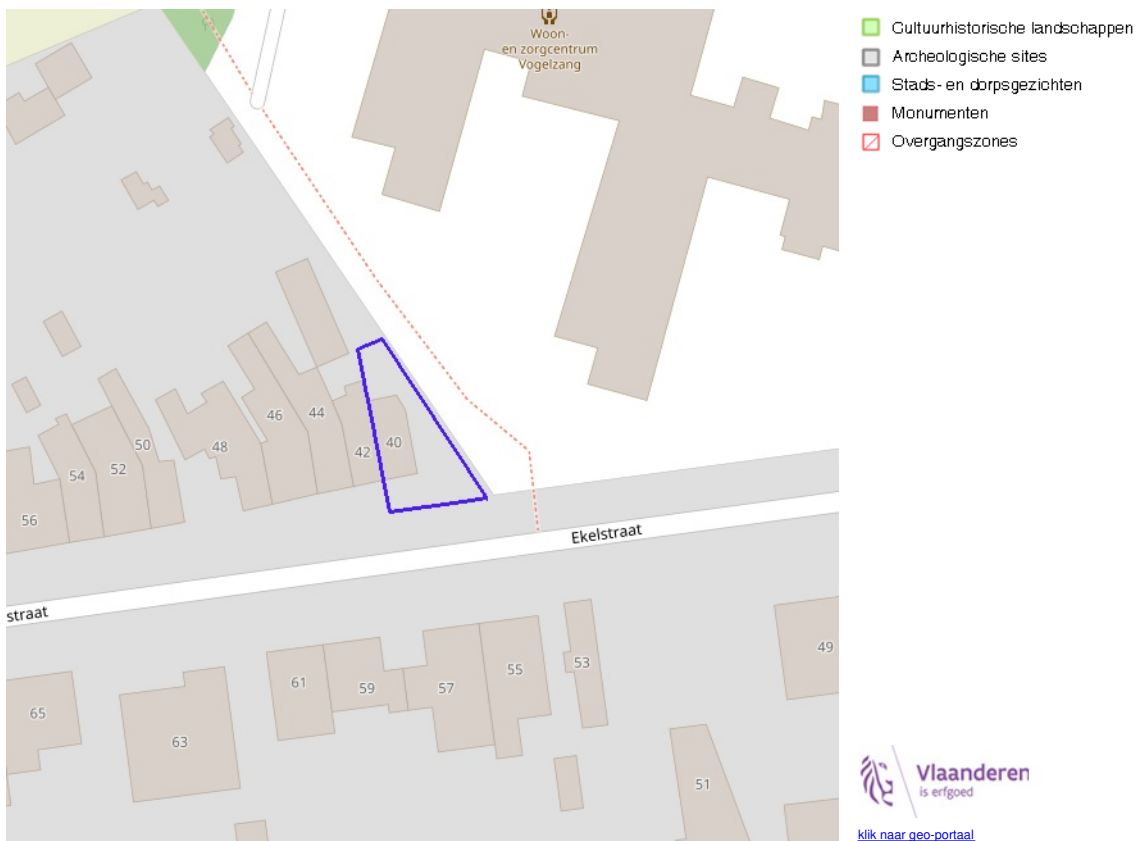 Woon-
en zorgcentrum
Vogelzang
Cultuurhistorische landschappen
Archeologische sites
Stads- en dorpsgezichten
Monumenten
Overgangszones
46
44
50
48
42
40
54
52
56
Ekelstraat
straat
49
61
59
57
55
53
65
63
51
Vlaanderen
is erfgoed
klik naar geo-portaal